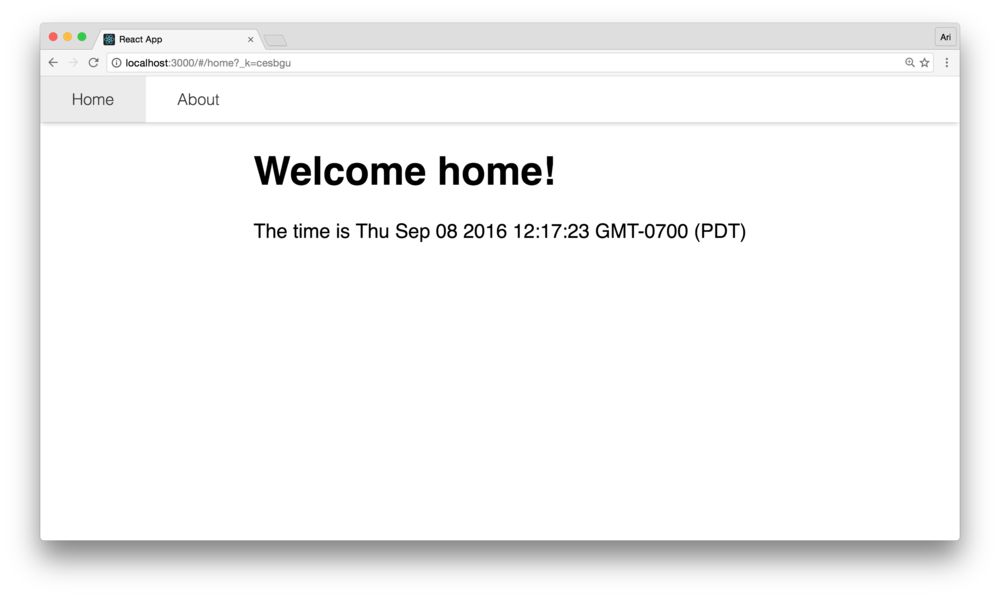 React App
Ari
localhost:3000/#/home?_k=cesbgu
Home About
Welcome home!
The time is Thu Sep 08 2016 12:17:23 GMT-0700 (PDT)